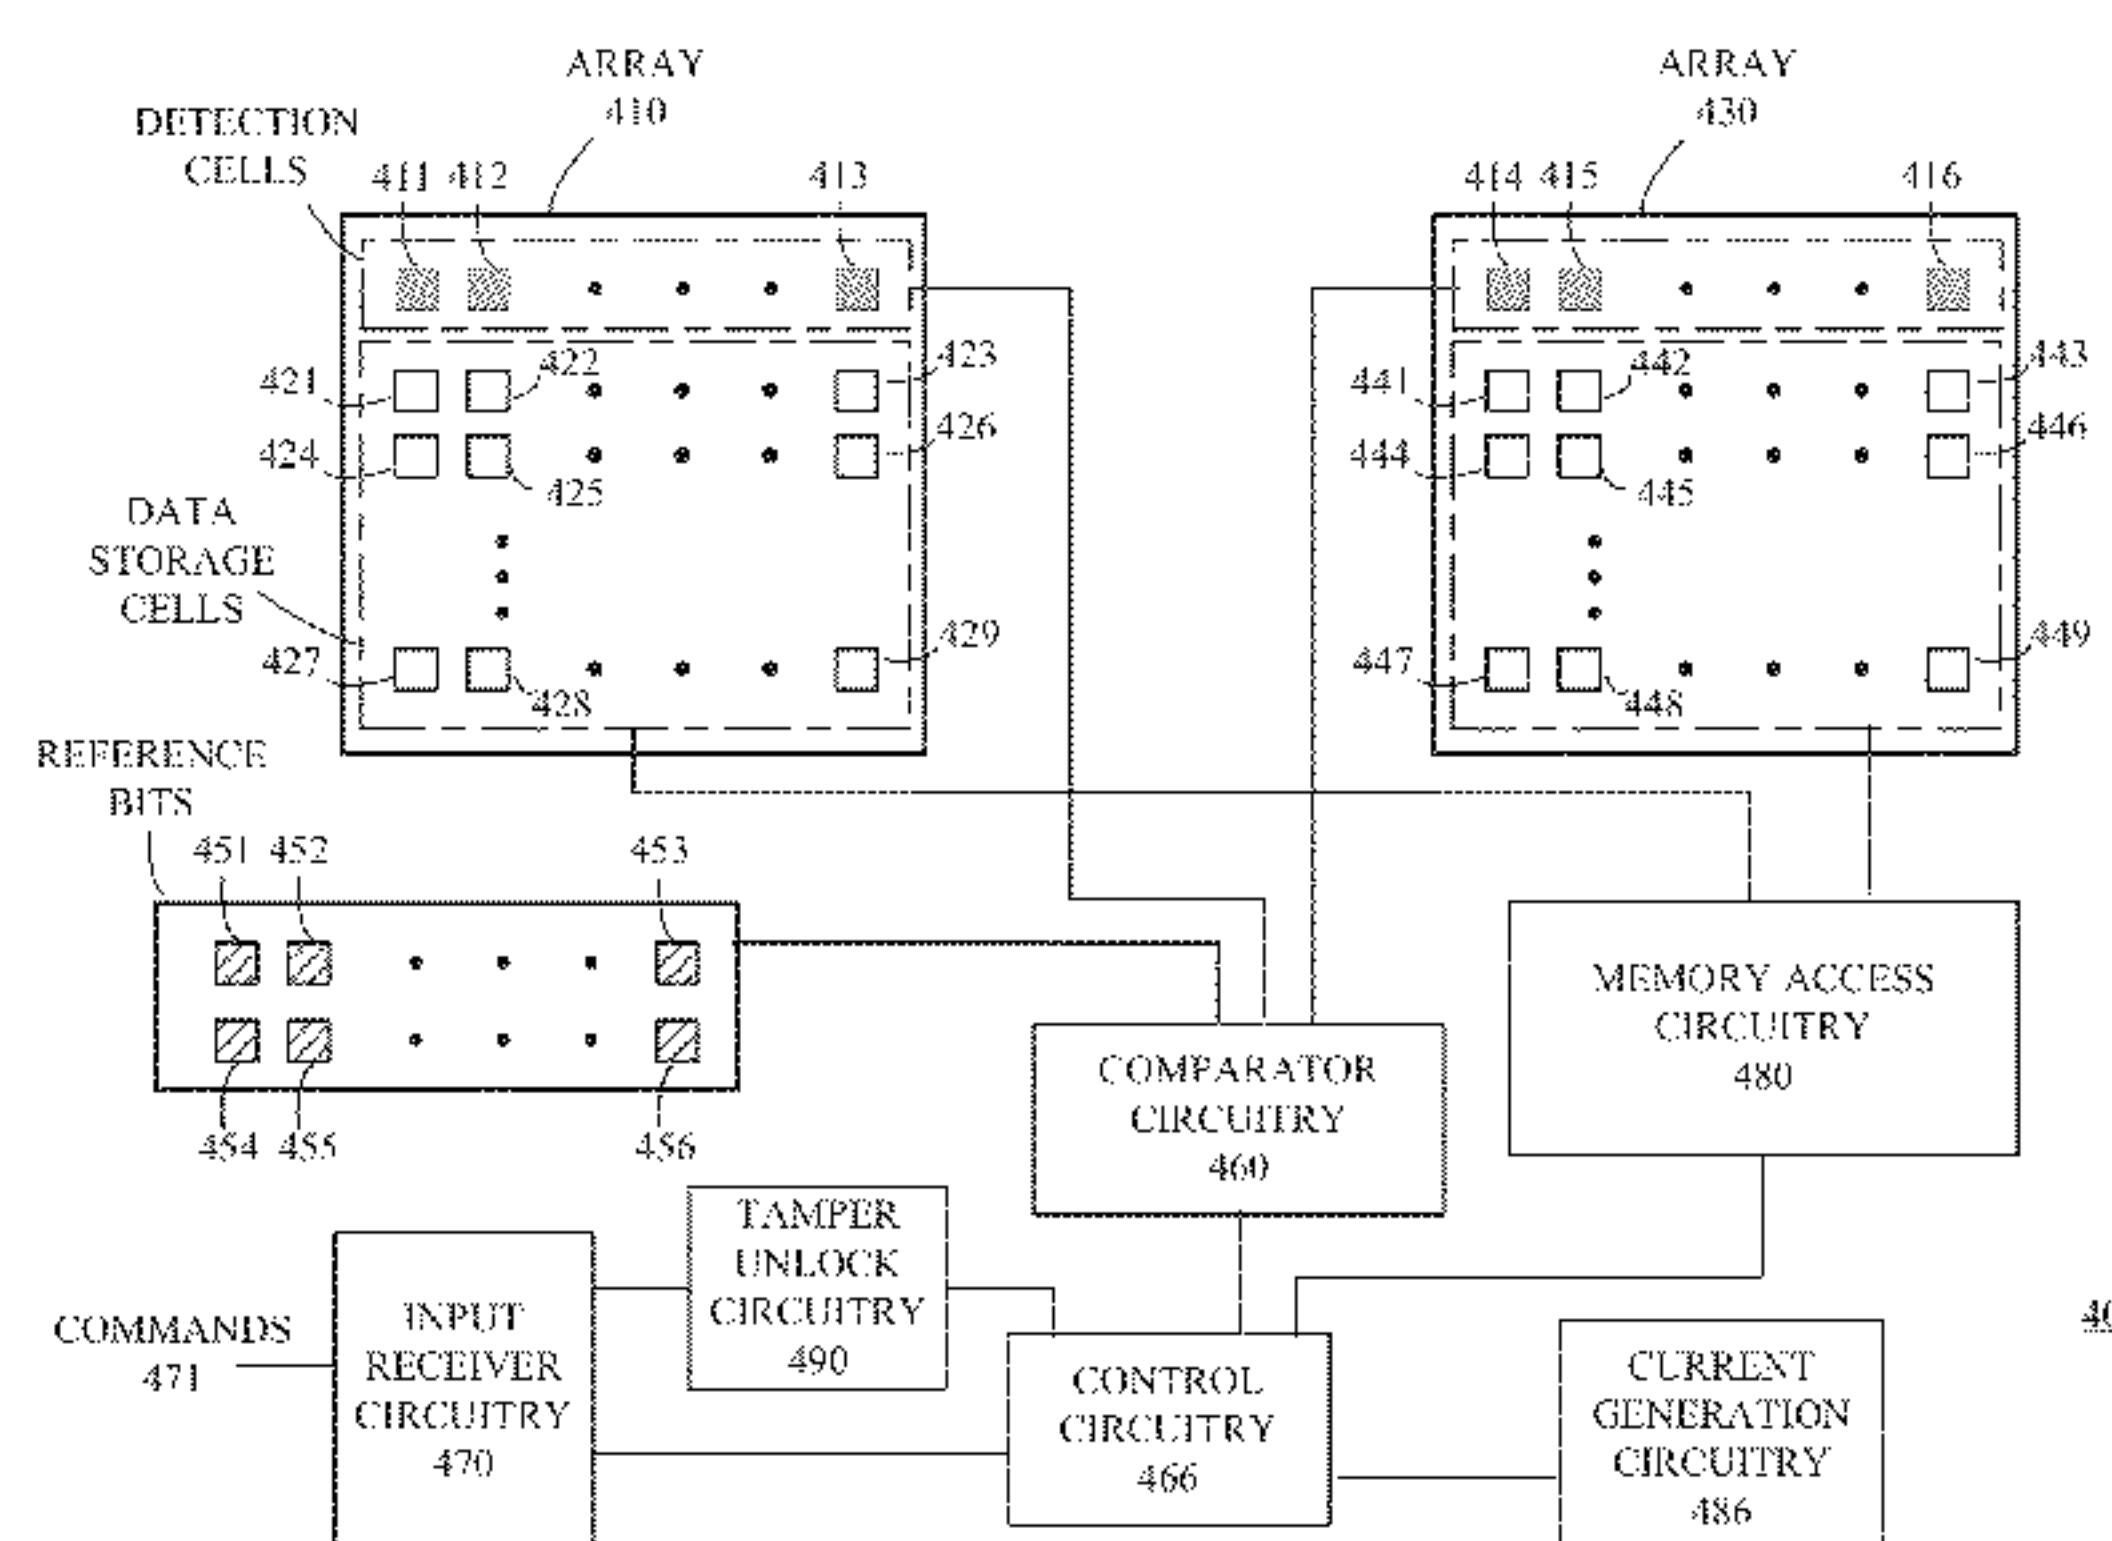 ARRAY
410
ARRAY
430
DETECTION
CELLS
411 412 413
414 415 416
421 422 423
441 442 443
424 425 426
444 445 446
DATA
STORAGE
CELLS
427 428 429
447 448 449
REFERENCE
BITS
451 452 453
454 455 456
MEMORY ACCESS
CIRCUITRY
480
COMPARATOR
CIRCUITRY
460
TAMPER
UNLOCK
CIRCUITRY
490
COMMANDS
471
INPUT
RECEIVER
CIRCUITRY
470
CONTROL
CIRCUITRY
466
CURRENT
GENERATION
CIRCUITRY
486